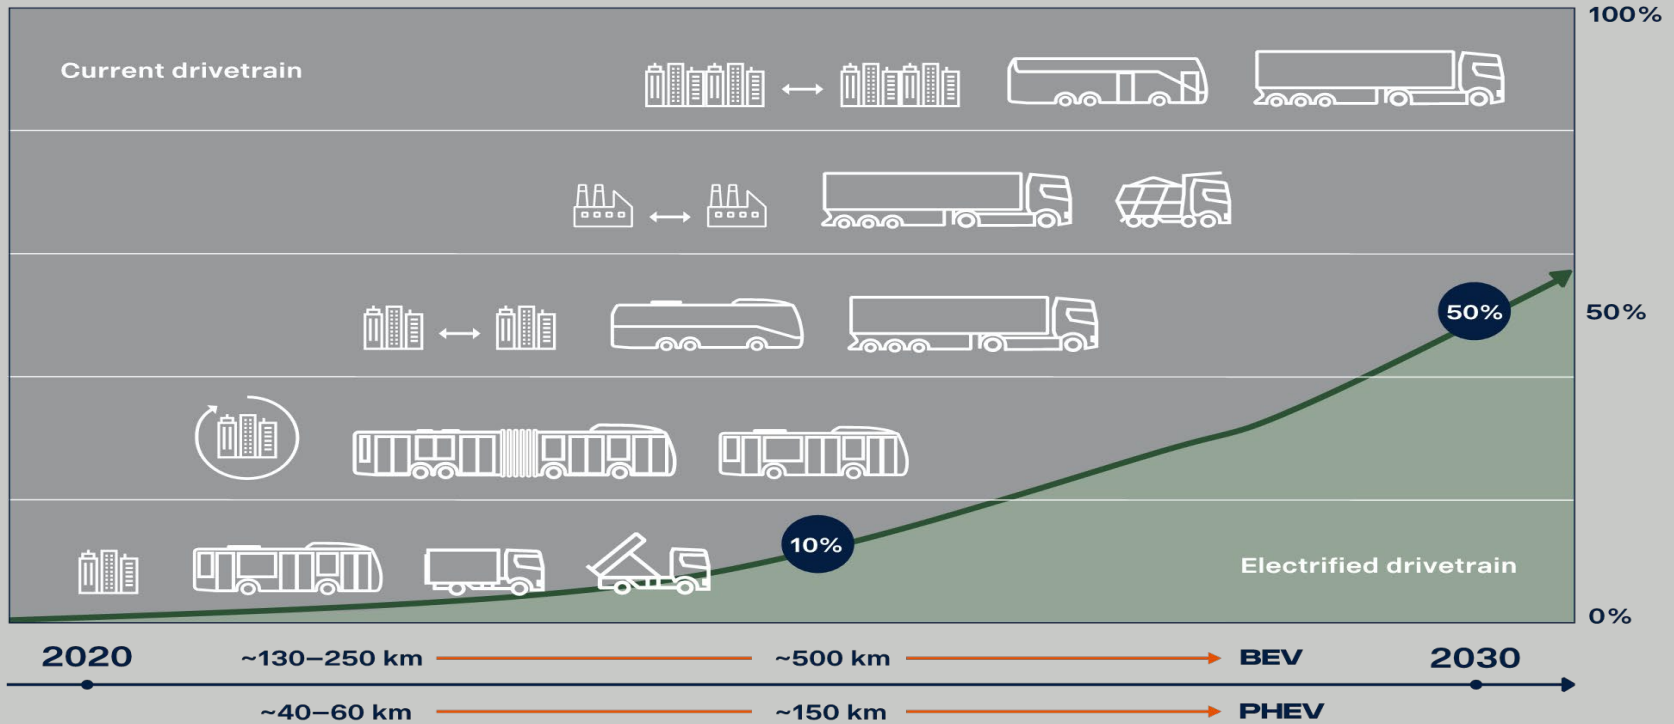 100%
Current drivetrain
50%
50%
10%
Electrified drivetrain
0%
2020
~130–250 km
~500 km
BEV
2030
~40–60 km
~150 km
PHEV